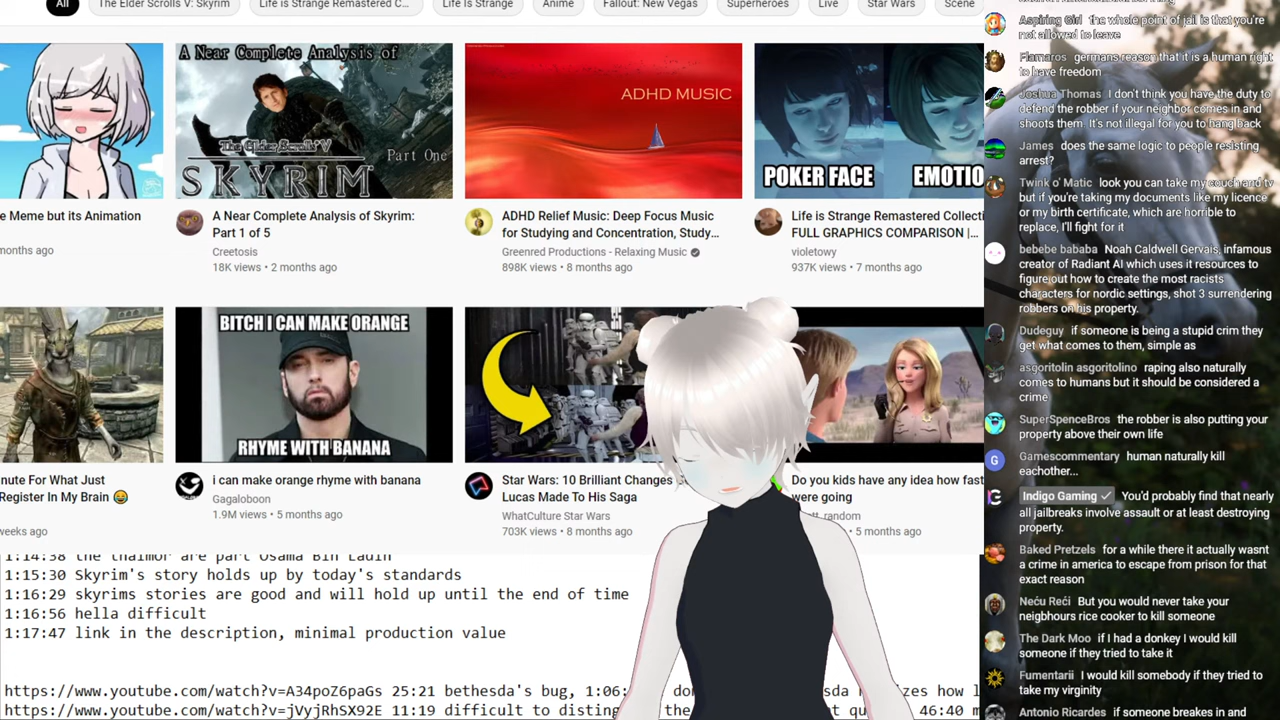 All
The Elder Scrolls V: Skyrim
Life is Strange Remastered C...
Life Is Strange
Anime
Fallout: New Vegas
Superheroes
Live
Star Wars
Scene
A Near Complete Analysis of
The Elder Scrolls V
SKYRIM
Part One
ADHD MUSIC
POKER FACE
EMOTIO
e Meme but its Animation
months ago
A Near Complete Analysis of Skyrim:
Part 1 of 5
Creetosis
18K views • 2 months ago
ADHD Relief Music: Deep Focus Music
for Studying and Concentration, Study...
Greenred Productions - Relaxing Music
898K views • 8 months ago
Life is Strange Remastered Collecti
FULL GRAPHICS COMPARISON |...
violetowy
937K views • 7 months ago
BITCH I CAN MAKE ORANGE
RHYME WITH BANANA
nute For What Just
Register In My Brain 😂
weeks ago
i can make orange rhyme with banana
Gagaloboon
1.9M views • 5 months ago
Star Wars: 10 Brilliant Changes
Lucas Made To His Saga
WhatCulture Star Wars
703K views • 8 months ago
Do you kids have any idea how fast
were going
random
5 months ago
1:14:38 the thalmor are part Osama Bin Ladin
1:15:30 Skyrim's story holds up by today's standards
1:16:29 skyrims stories are good and will hold up until the end of time
1:16:56 hella difficult
1:17:47 link in the description, minimal production value
https://www.youtube.com/watch?v=A34poZ6paGs 25:21 bethesda's bug, 1:06:
https://www.youtube.com/watch?v=jVyjRhSX92E 11:19 difficult to disting
the
46:40
Aspiring Girl the whole point of jail is that you're
not allowed to leave
Flamaros germans reason that it is a human right
to have freedom
Joshua Thomas I don't think you have the duty to
defend the robber if your neighbor comes in and
shoots them. It's not illegal for you to hang back
James does the same logic to people resisting
arrest?
Twink o' Matic look you can take my couch and tv
but if you're taking my documents like my licence
or my birth certificate, which are horrible to
replace, I'll fight for it
bebebe bababa Noah Caldwell Gervais, infamous
creator of Radiant AI which uses it resources to
figure out how to create the most racists
characters for nordic settings, shot 3 surrendering
robbers on his property.
Dudeguy if someone is being a stupid crim they
get what comes to them, simple as
asgoritolin asgoritolino raping also naturally
comes to humans but it should be considered a
crime
SuperSpenceBros the robber is also putting your
property above their own life
Gamescommentary human naturally kill
eachother...
Indigo Gaming You'd probably find that nearly
all jailbreaks involve assault or at least destroying
property.
Baked Pretzels for a while there it actually wasnt
a crime in america to escape from prison for that
exact reason
Neću Reći But you would never take your
neigbhours rice cooker to kill someone
The Dark Moo if I had a donkey I would kill
someone if they tried to take it
Fumentarii I would kill somebody if they tried to
take my virginity
Antonio Ricardes if someone breakes in and